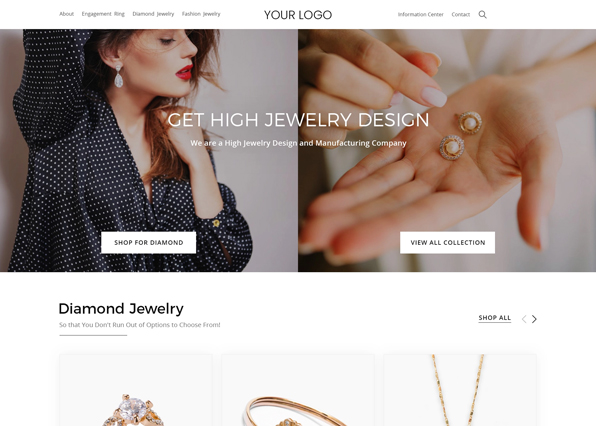 About Engagement Ring Diamond Jewelry Fashion Jewelry YOUR LOGO Information Center Contact
GET HIGH JEWELRY DESIGN
We are a High Jewelry Design and Manufacturing Company
SHOP FOR DIAMOND VIEW ALL COLLECTION
Diamond Jewelry
SHOP ALL
So that You Don't Run Out of Options to Choose From!